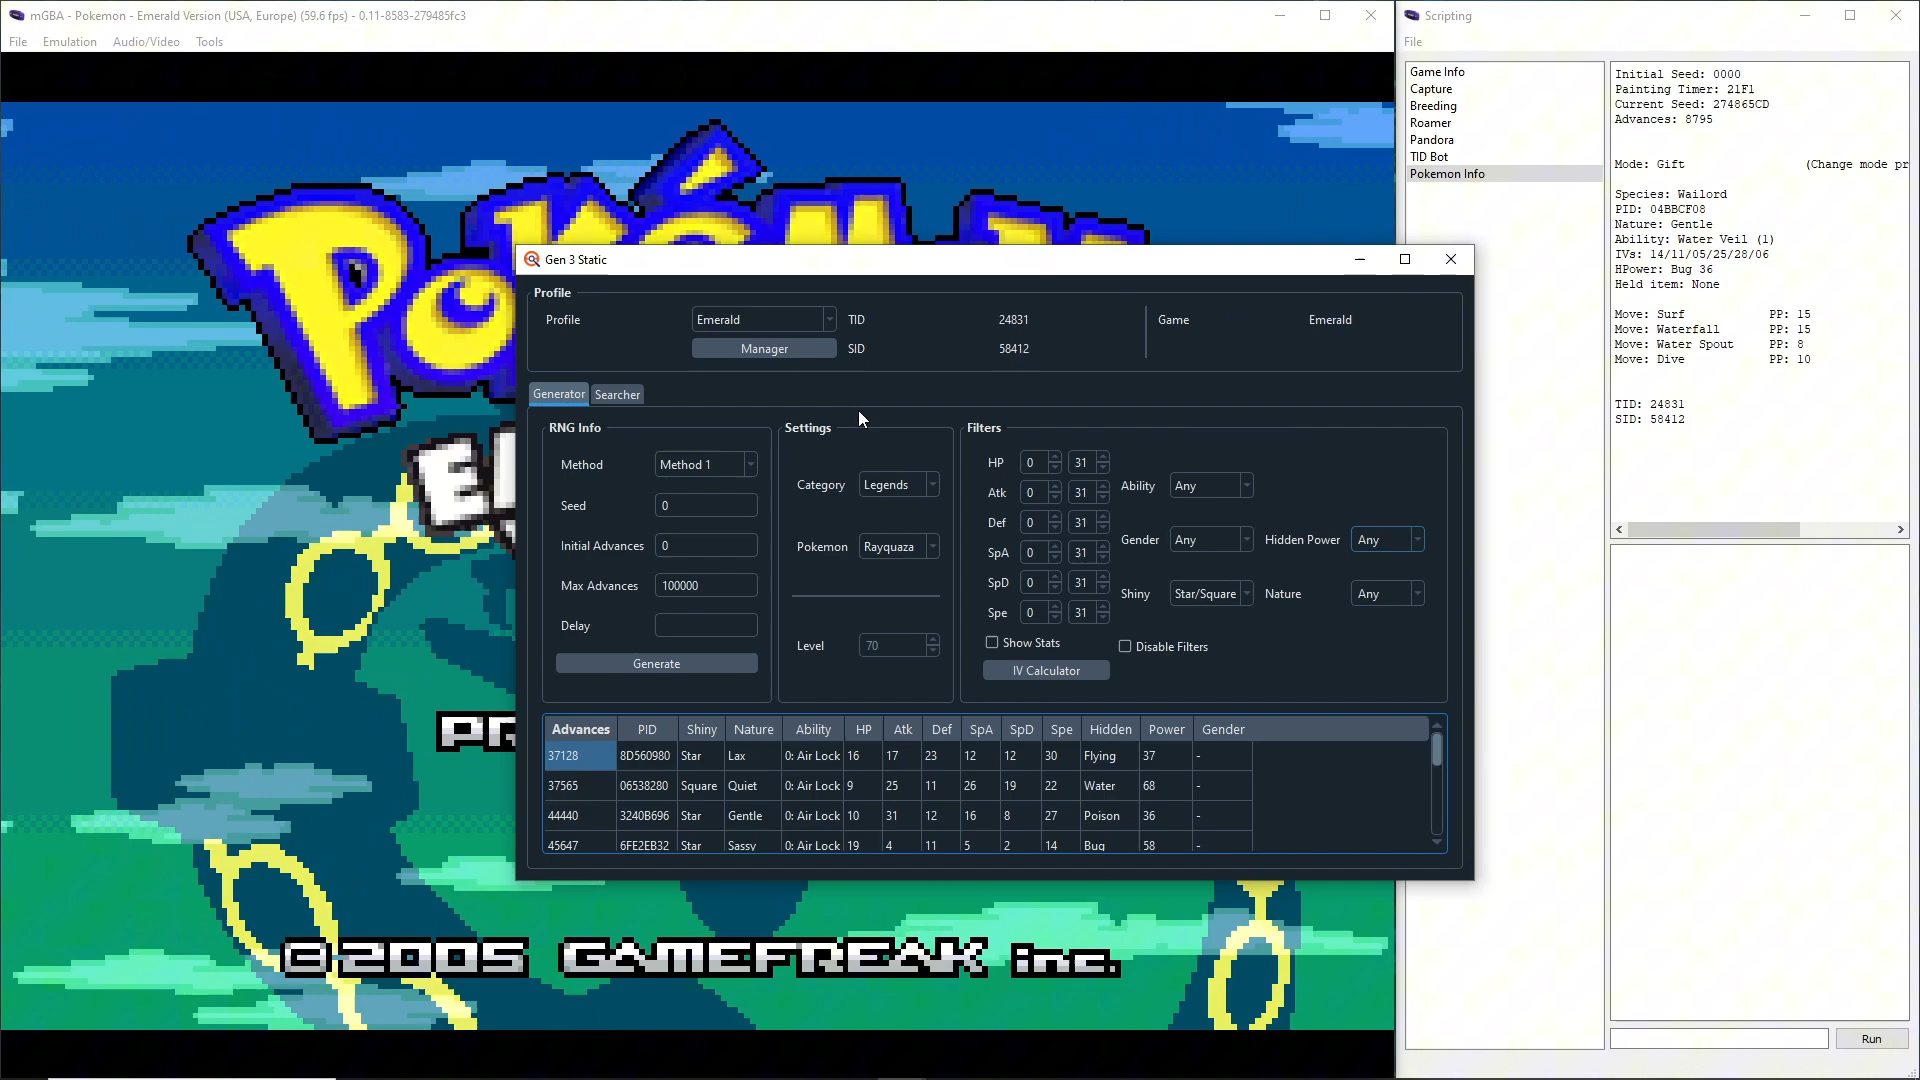 mGBA - Pokemon - Emerald Version (USA, Europe) (59.6 fps) - 0.11-8583-279485fc3
File Emulation Audio/Video Tools
Scripting
File
Game Info
Capture
Breeding
Roamer
Pandora
TID Bot
Pokemon Info
Initial Seed: 0000
Painting Timer: 21F1
Current Seed: 274865CD
Advances: 8795
Mode: Gift (Change mode pr
Species: Wailord
PID: 04BBCF08
Nature: Gentle
Ability: Water Veil (1)
IVs: 14/11/05/25/28/06
HPower: Bug 36
Held item: None
Move: Surf PP: 15
Move: Waterfall PP: 15
Move: Water Spout PP: 8
Move: Dive PP: 10
TID: 24831
SID: 58412
Run
Gen 3 Static
Profile
Profile Emerald TID 24831 Game Emerald
Manager SID 58412
Generator Searcher
RNG Info
Method Method 1
Seed 0
Initial Advances 0
Max Advances 100000
Delay
Generate
Settings
Category Legends
Pokemon Rayquaza
Level 70
Filters
HP 0 31
Atk 0 31
Def 0 31
SpA 0 31
SpD 0 31
Spe 0 31
Ability Any
Gender Any Hidden Power Any
Shiny Star/Square Nature Any
Show Stats
Disable Filters
IV Calculator
Advances PID Shiny Nature Ability HP Atk Def SpA SpD Spe Hidden Power Gender
37128 8D560980 Star Lax 0: Air Lock 16 17 23 12 12 30 Flying 37 -
37565 06538280 Square Quiet 0: Air Lock 9 25 11 26 19 22 Water 68 -
44440 3240B696 Star Gentle 0: Air Lock 10 31 12 16 8 27 Poison 36 -
45647 6FE2EB32 Star Sassy 0: Air Lock 19 4 11 5 2 14 Bug 58 -
©2005 GAMEFREAK inc.